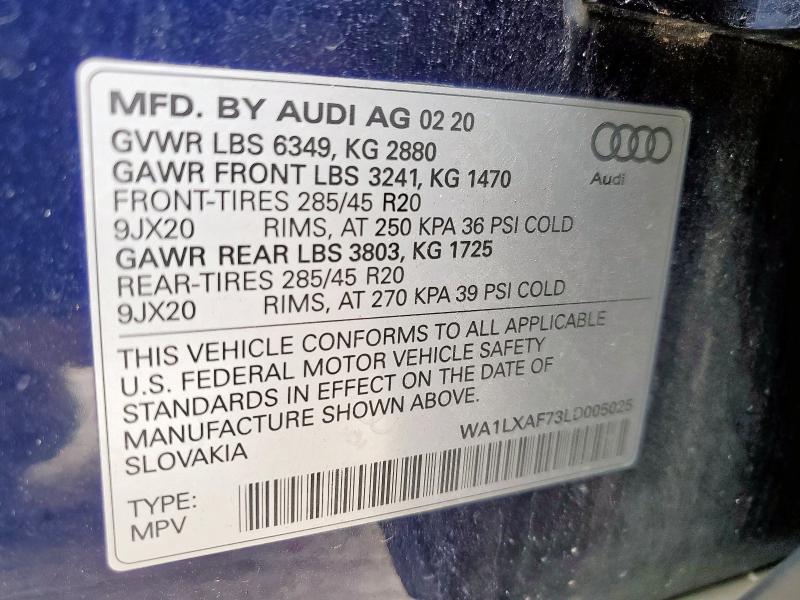 MFD. BY AUDI AG 02 20
GVWR LBS 6349, KG 2880
GAWR FRONT LBS 3241, KG 1470
FRONT-TIRES 285/45 R20
9JX20 RIMS, AT 250 KPA 36 PSI COLD
GAWR REAR LBS 3803, KG 1725
REAR-TIRES 285/45 R20
9JX20 RIMS, AT 270 KPA 39 PSI COLD
Audi
THIS VEHICLE CONFORMS TO ALL APPLICABLE
U.S. FEDERAL MOTOR VEHICLE SAFETY
STANDARDS IN EFFECT ON THE DATE OF
MANUFACTURE SHOWN ABOVE.
SLOVAKIA
WA1LXAF73LD005025
TYPE:
MPV